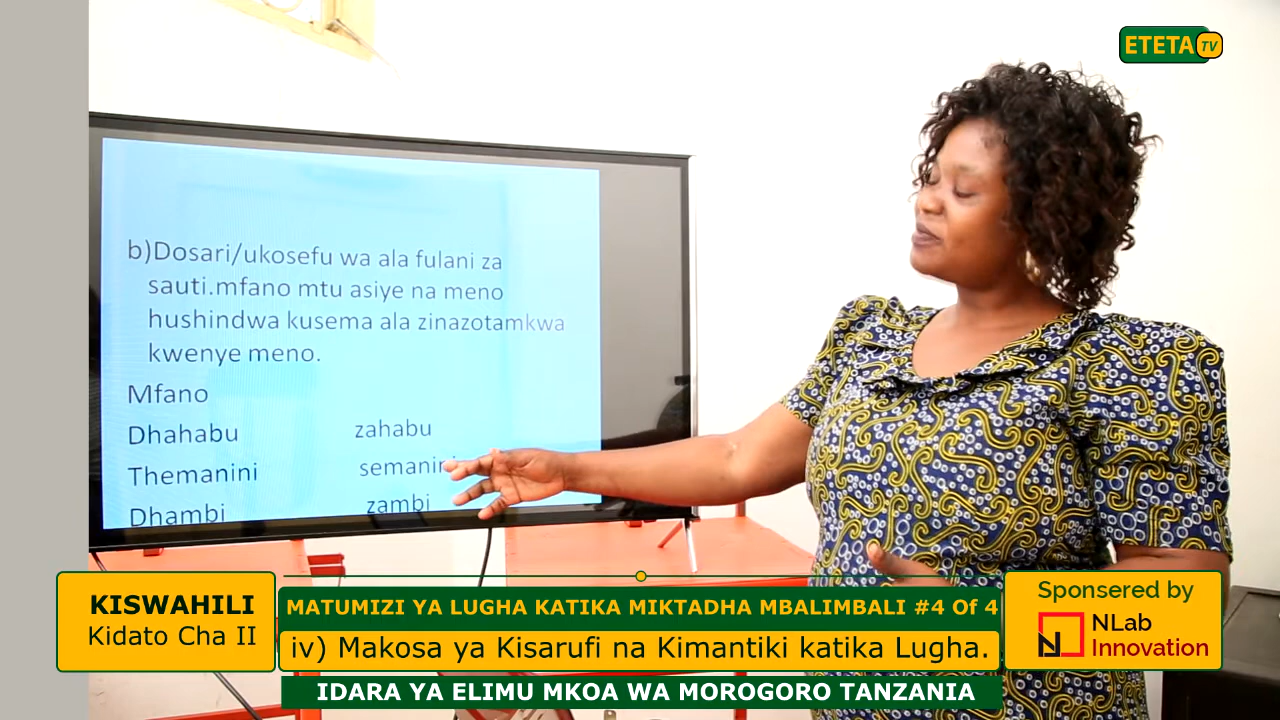 ETETA TV
b)Dosari/ukosefu wa ala fulani za
sauti.mfano mtu asiye na meno
hushindwa kusema ala zinazotamkwa
kwenye meno.
Mfano
Dhahabu zahabu
Themanini semanini
Dhambi zambi
KISWAHILI
Kidato Cha II
MATUMIZI YA LUGHA KATIKA MIKTADHA MBALIMBALI #4 Of 4
iv) Makosa ya Kisarufi na Kimantiki katika Lugha.
IDARA YA ELIMU MKOA WA MOROGORO TANZANIA
Sponsered by
NLab
Innovation